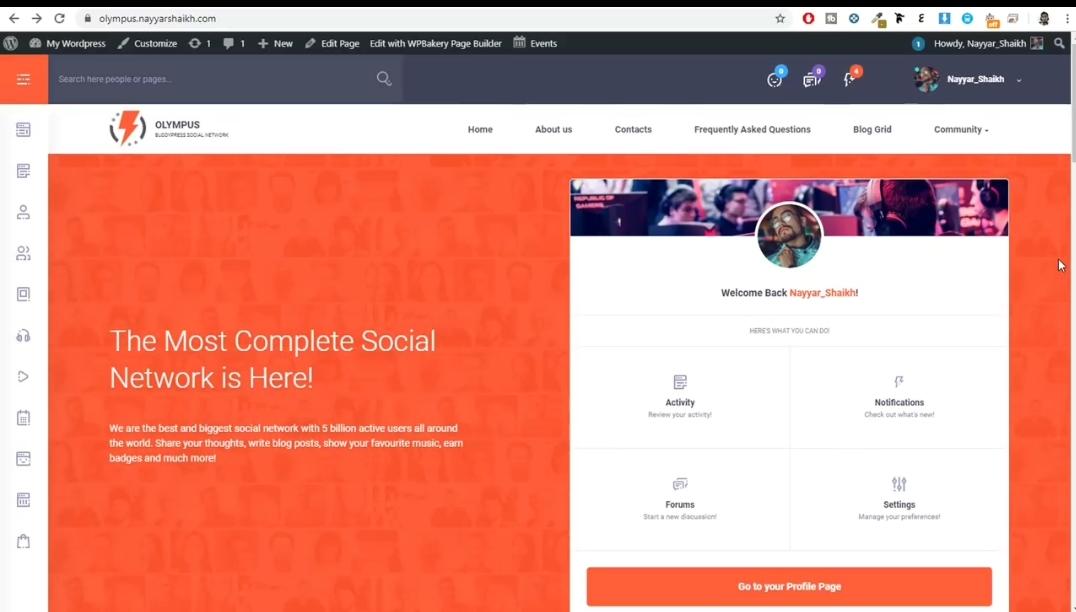 olympus.nayyarshaikh.com
My Wordpress Customize 1 1 New Edit Page Edit with WPBakery Page Builder Events 1 Howdy, Nayyar_Shaikh
Search here people or pages... 0 0 4 Nayyar_Shaikh
OLYMPUS
BUDDYPRESS SOCIAL NETWORK
Home About us Contacts Frequently Asked Questions Blog Grid Community
REPUBLIC OF
GAMERS
Welcome Back Nayyar_Shaikh!
HERE'S WHAT YOU CAN DO!
The Most Complete Social
Network is Here!
We are the best and biggest social network with 5 billion active users all around
the world. Share your thoughts, write blog posts, show your favourite music, earn
badges and much more!
Activity
Review your activity!
Notifications
Check out what's new!
Forums
Start a new discussion!
Settings
Manage your preferences!
Go to your Profile Page